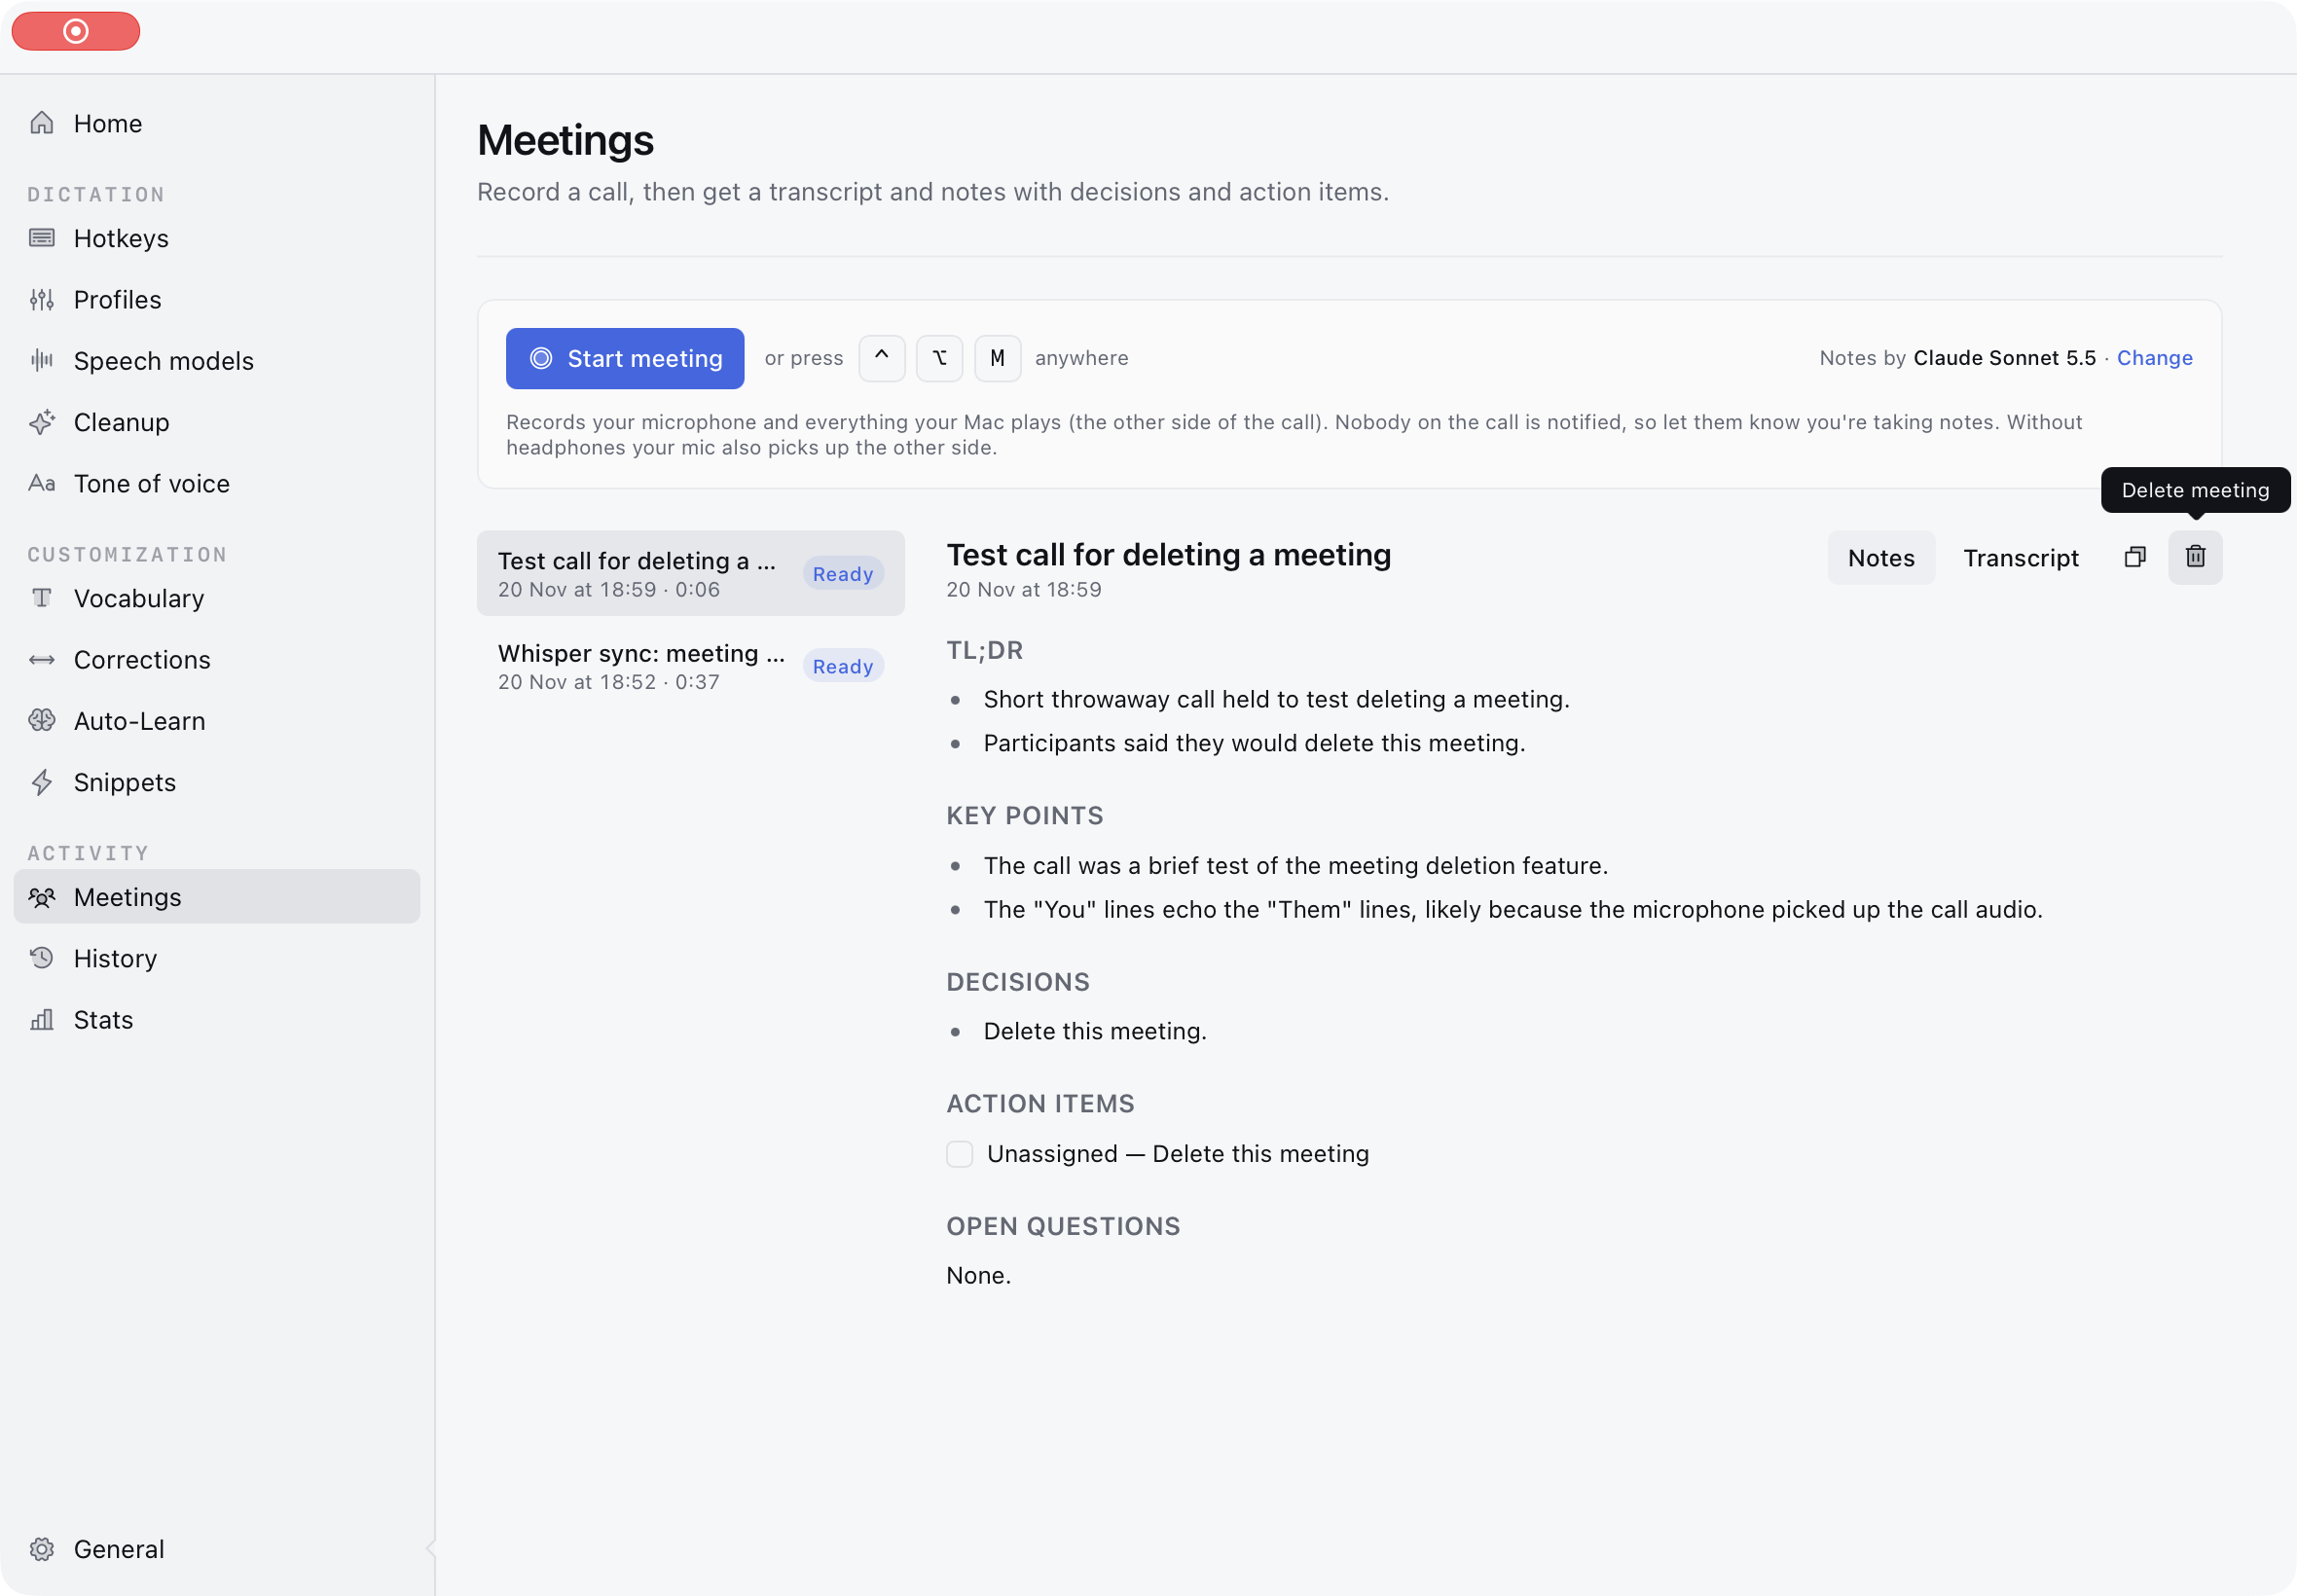 Home
DICTATION
Hotkeys
Profiles
Speech models
Cleanup
Aa Tone of voice
CUSTOMIZATION
Vocabulary
Corrections
Auto-Learn
Snippets
ACTIVITY
Meetings
History
Stats
General
Meetings
Record a call, then get a transcript and notes with decisions and action items.
Start meeting or press ^ ⌥ M anywhere
Notes by Claude Sonnet 5.5 · Change
Records your microphone and everything your Mac plays (the other side of the call). Nobody on the call is notified, so let them know you're taking notes. Without
headphones your mic also picks up the other side.
Delete meeting
Test call for deleting a ...
20 Nov at 18:59 · 0:06
Ready
Whisper sync: meeting ...
20 Nov at 18:52 · 0:37
Ready
Test call for deleting a meeting
20 Nov at 18:59
Notes
Transcript
TL;DR
• Short throwaway call held to test deleting a meeting.
• Participants said they would delete this meeting.
KEY POINTS
• The call was a brief test of the meeting deletion feature.
• The "You" lines echo the "Them" lines, likely because the microphone picked up the call audio.
DECISIONS
• Delete this meeting.
ACTION ITEMS
Unassigned — Delete this meeting
OPEN QUESTIONS
None.